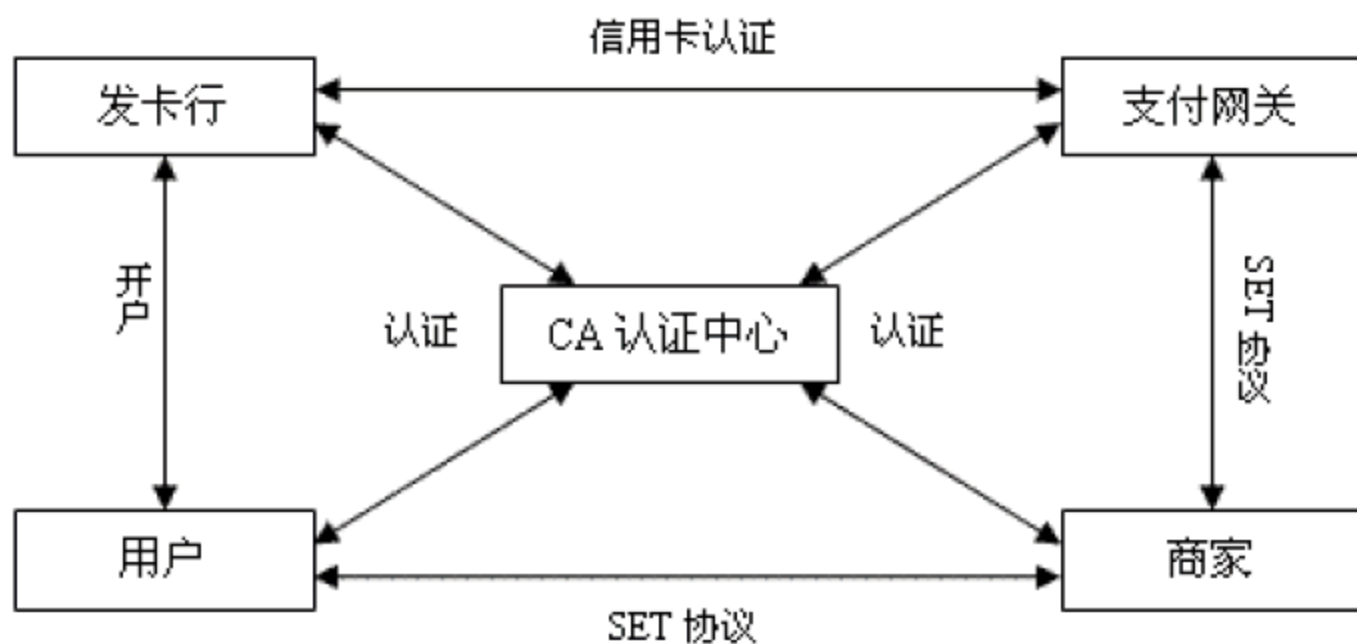 信用卡认证
发卡行
支付网关
开户
认证
CA 认证中心
认证
SET 协议
用户
商家
SET 协议